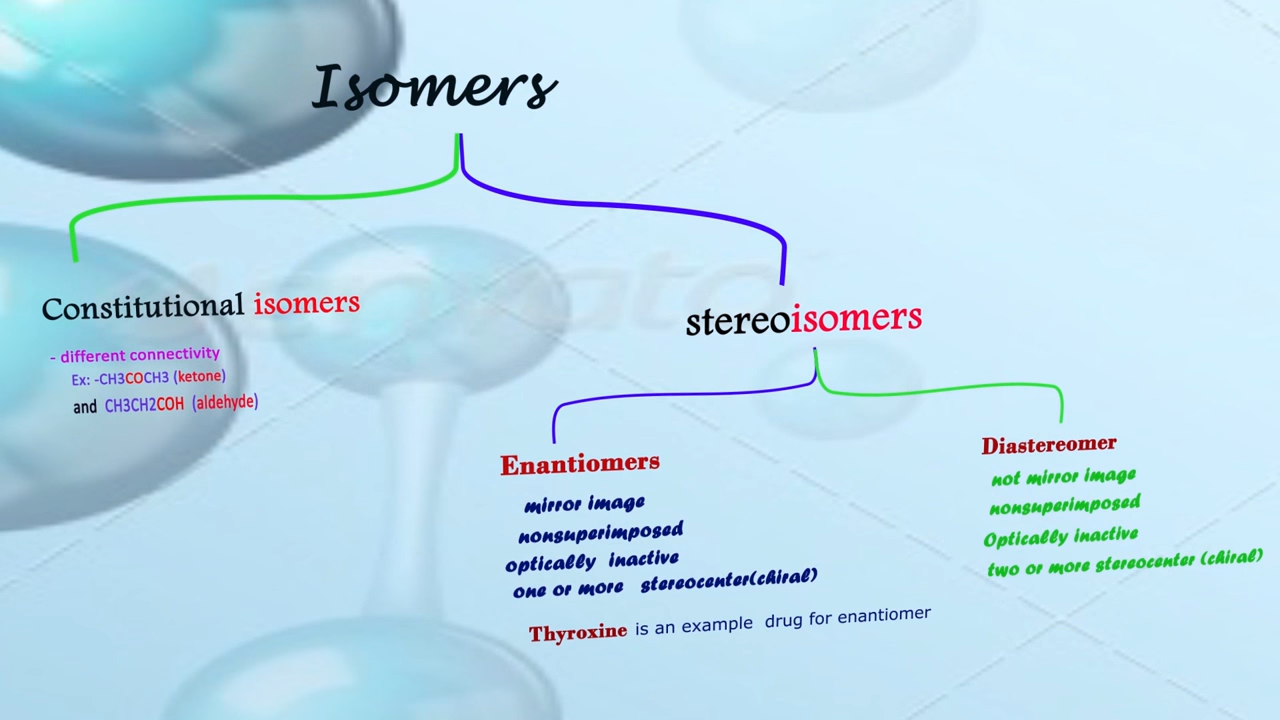 Isomers
Constitutional isomers
- different connectivity
Ex: -CH3COCH3 (ketone)
and CH3CH2COH (aldehyde)
stereoisomers
Enantiomers
mirror image
nonsuperimposed
optically inactive
one or more stereocenter(chiral)
Thyroxine is an example drug for enantiomer
Diastereomer
not mirror image
nonsuperimposed
Optically inactive
two or more stereocenter (chiral)